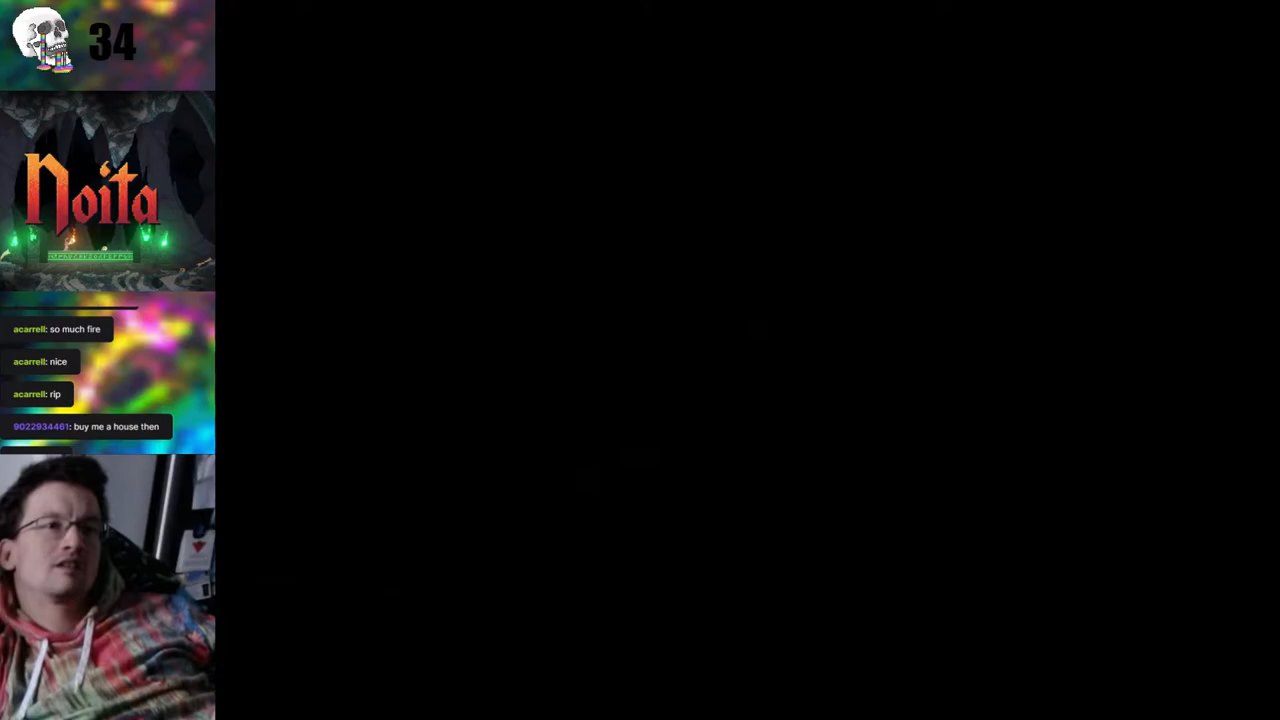 34
Noita
acarrell: so much fire
acarrell: nice
acarrell: rip
9022934461: buy me a house then